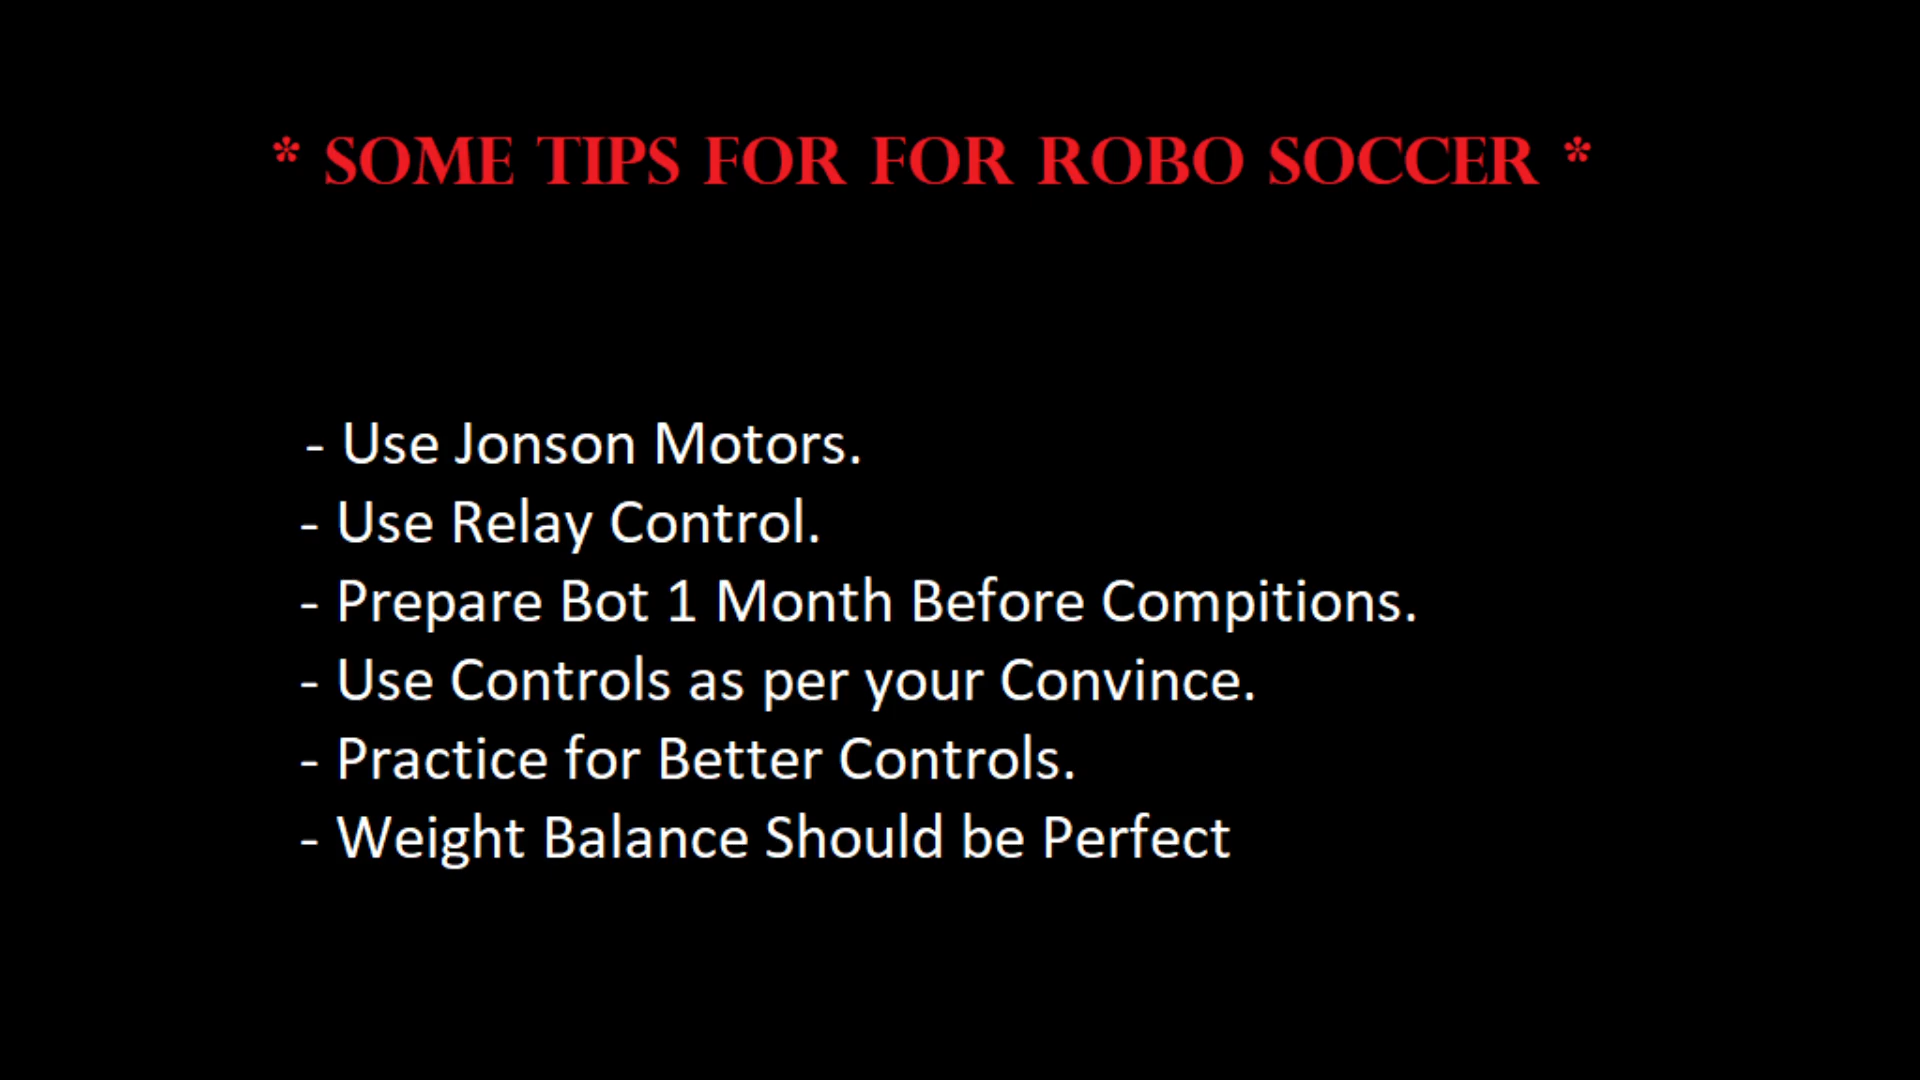 * SOME TIPS FOR FOR ROBO SOCCER *
- Use Jonson Motors.
- Use Relay Control.
- Prepare Bot 1 Month Before Compitions.
- Use Controls as per your Convince.
- Practice for Better Controls.
- Weight Balance Should be Perfect